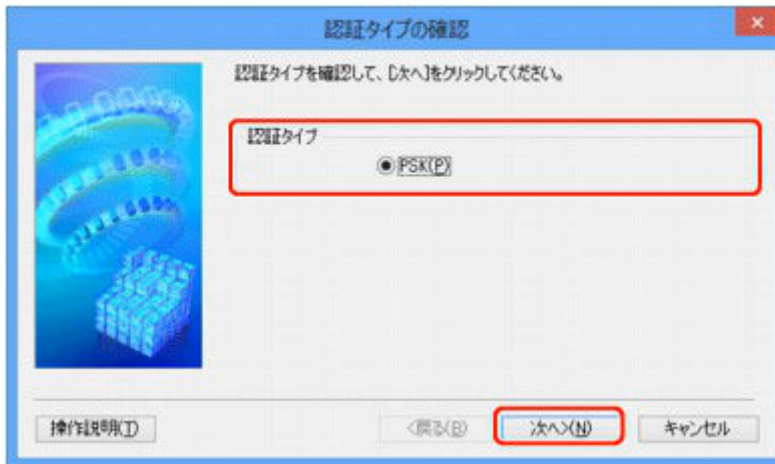 認証タイプの確認
認証タイプを確認して、[次へ]をクリックしてください。
認証タイプ
PSK(P)
操作説明(I)
<戻る(B)
次へ>(N)
キャンセル